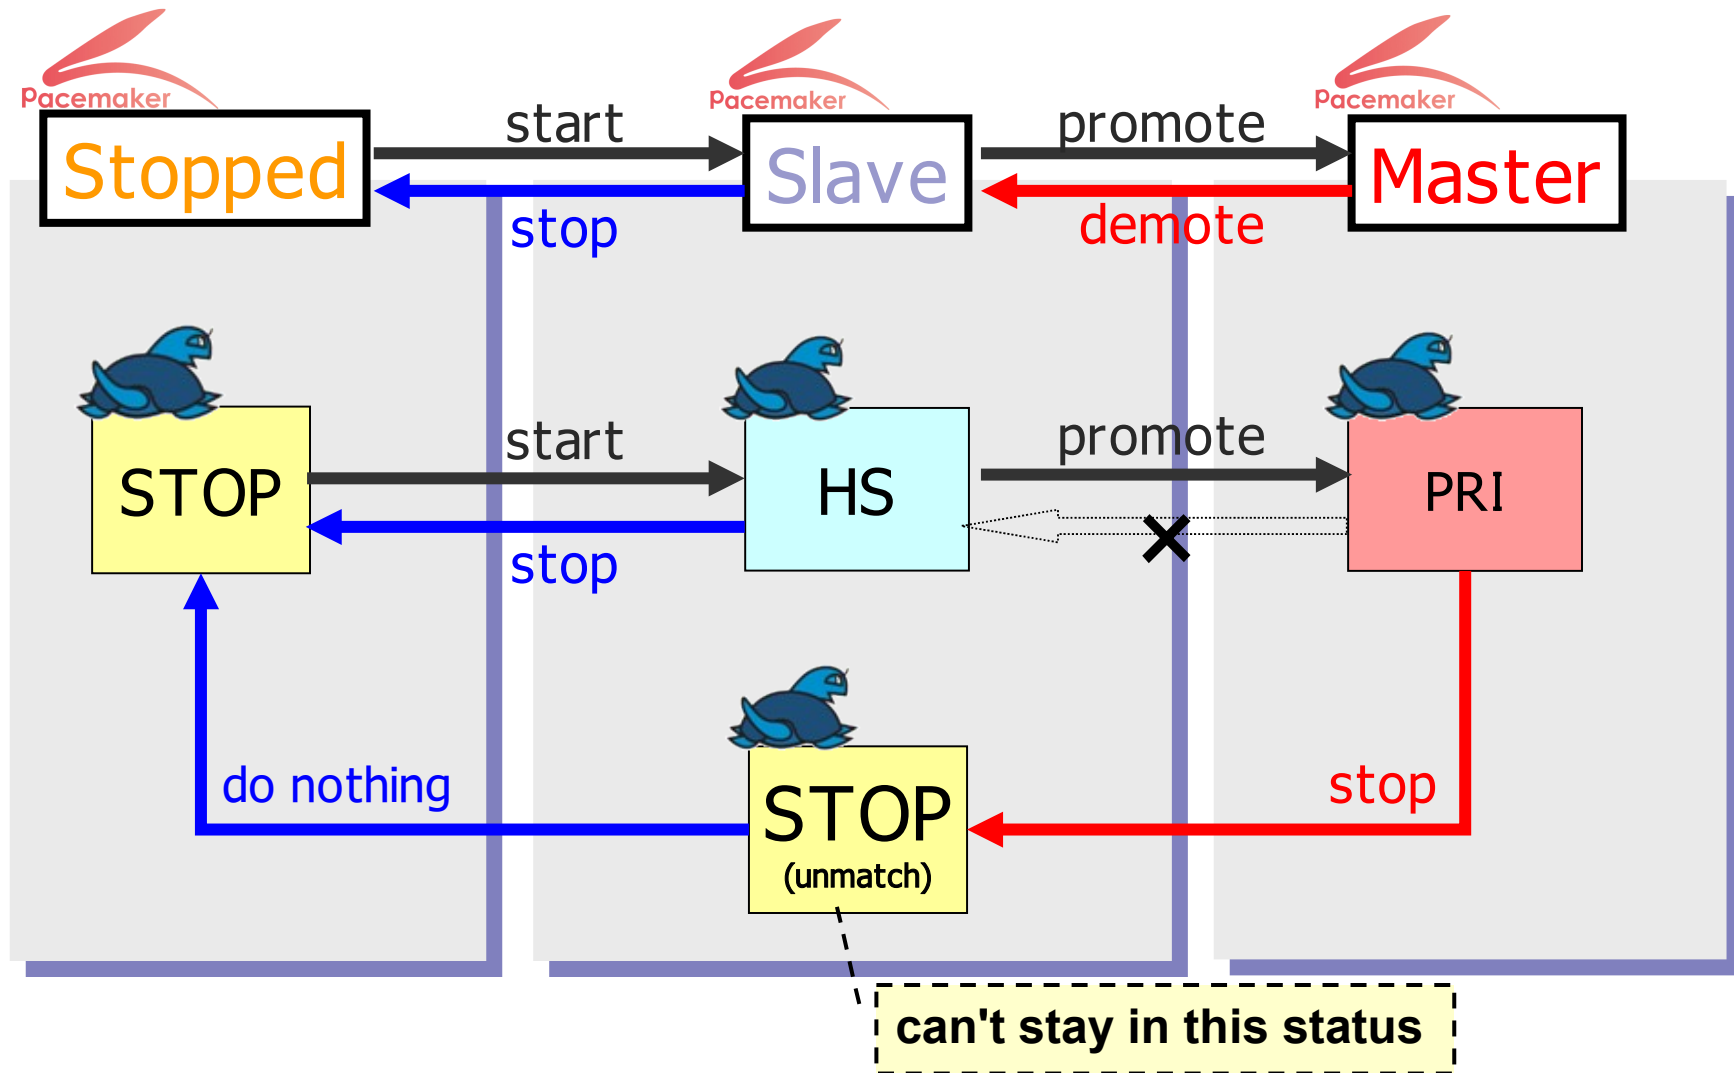 Pacemaker
Pacemaker
Pacemaker
Stopped
start
Slave
promote
Master
stop
demote
STOP
start
HS
promote
PRI
stop
do nothing
STOP
(unmatch)
stop
can't stay in this status